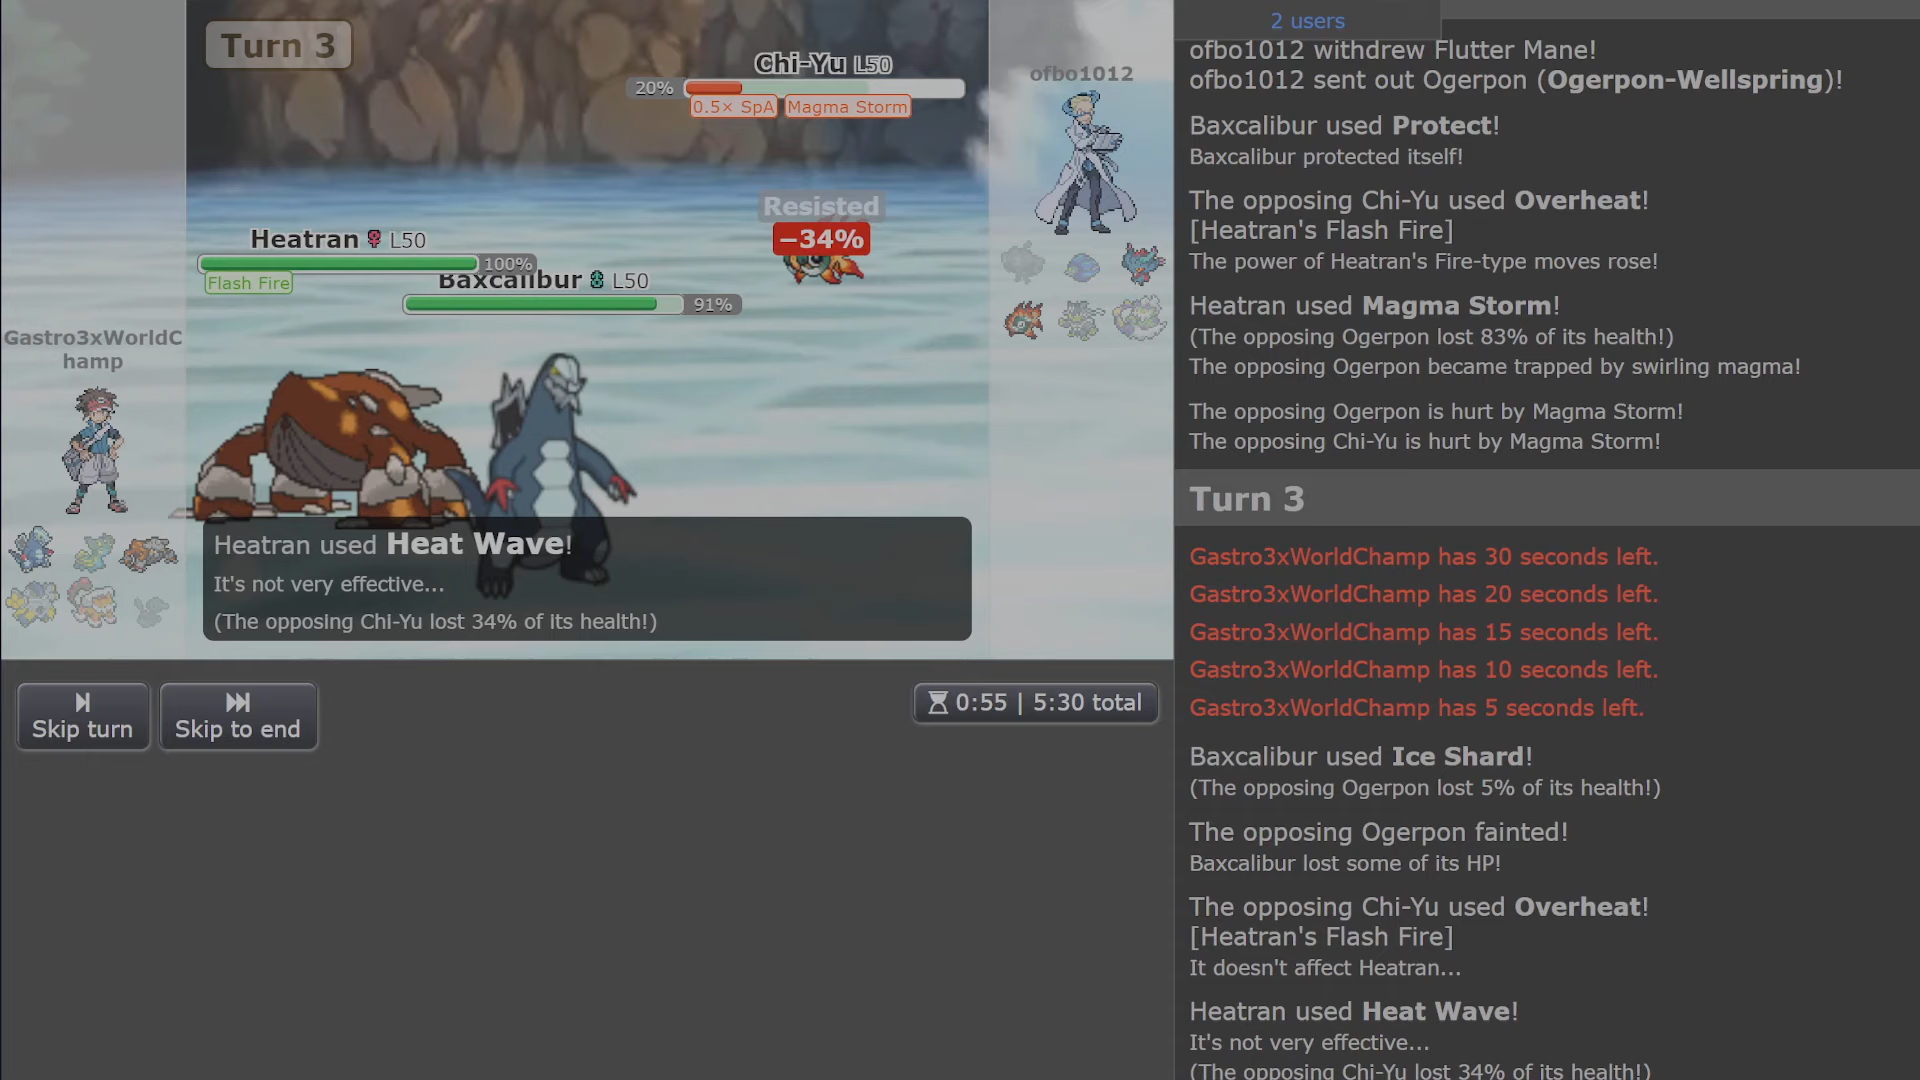 Turn 3
Chi-Yu L50
20%
0.5× SpA
Magma Storm
ofbo1012
Resisted
−34%
Heatran L50
100%
Flash Fire
Baxcalibur L50
91%
Gastro3xWorldC
hamp
Heatran used Heat Wave!
It's not very effective...
(The opposing Chi-Yu lost 34% of its health!)
Skip turn
Skip to end
0:55 | 5:30 total
2 users
ofbo1012 withdrew Flutter Mane!
ofbo1012 sent out Ogerpon (Ogerpon-Wellspring)!
Baxcalibur used Protect!
Baxcalibur protected itself!
The opposing Chi-Yu used Overheat!
[Heatran's Flash Fire]
The power of Heatran's Fire-type moves rose!
Heatran used Magma Storm!
(The opposing Ogerpon lost 83% of its health!)
The opposing Ogerpon became trapped by swirling magma!
The opposing Ogerpon is hurt by Magma Storm!
The opposing Chi-Yu is hurt by Magma Storm!
Turn 3
Gastro3xWorldChamp has 30 seconds left.
Gastro3xWorldChamp has 20 seconds left.
Gastro3xWorldChamp has 15 seconds left.
Gastro3xWorldChamp has 10 seconds left.
Gastro3xWorldChamp has 5 seconds left.
Baxcalibur used Ice Shard!
(The opposing Ogerpon lost 5% of its health!)
The opposing Ogerpon fainted!
Baxcalibur lost some of its HP!
The opposing Chi-Yu used Overheat!
[Heatran's Flash Fire]
It doesn't affect Heatran...
Heatran used Heat Wave!
It's not very effective...
(The opposing Chi-Yu lost 34% of its health!)